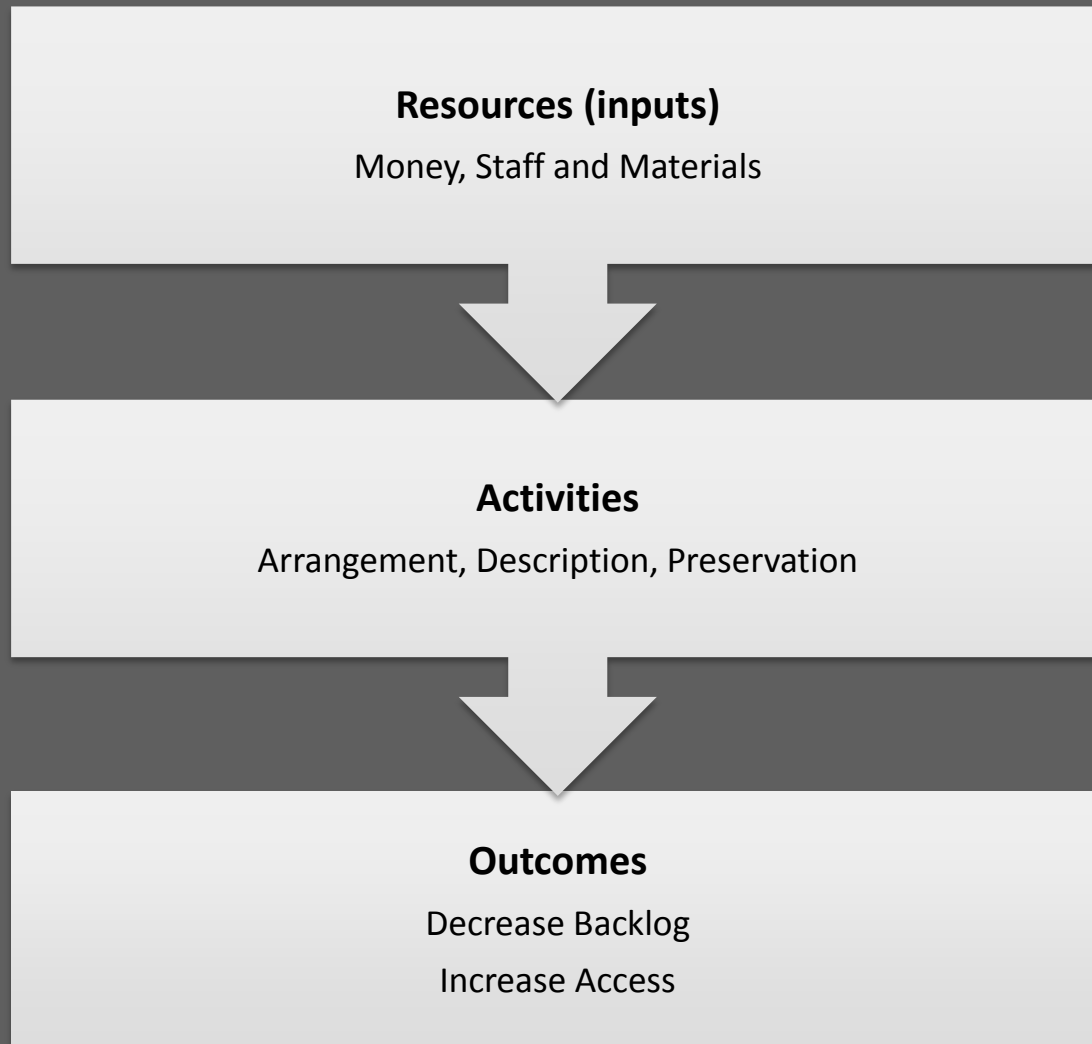 Resources (inputs)
Money, Staff and Materials
Activities
Arrangement, Description, Preservation
Outcomes
Decrease Backlog
Increase Access